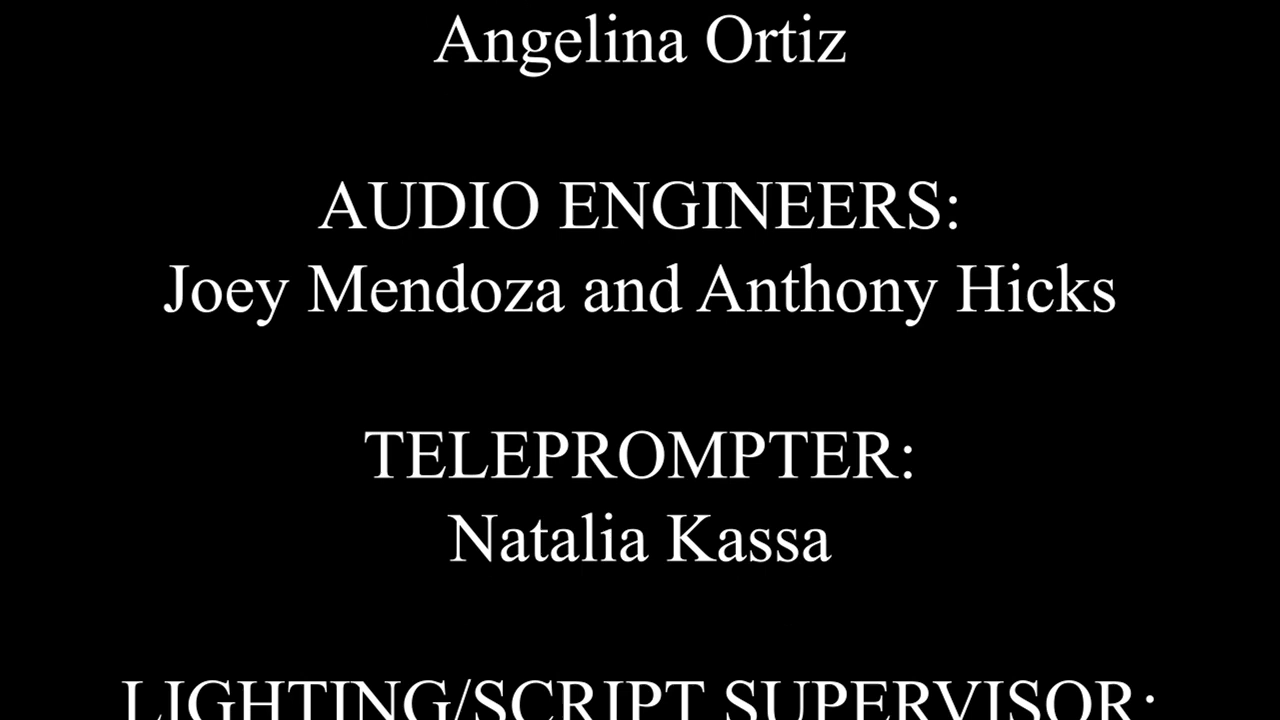 Angelina Ortiz
AUDIO ENGINEERS:
Joey Mendoza and Anthony Hicks
TELEPROMPTER:
Natalia Kassa
LIGHTING/SCRIPT SUPERVISOR: